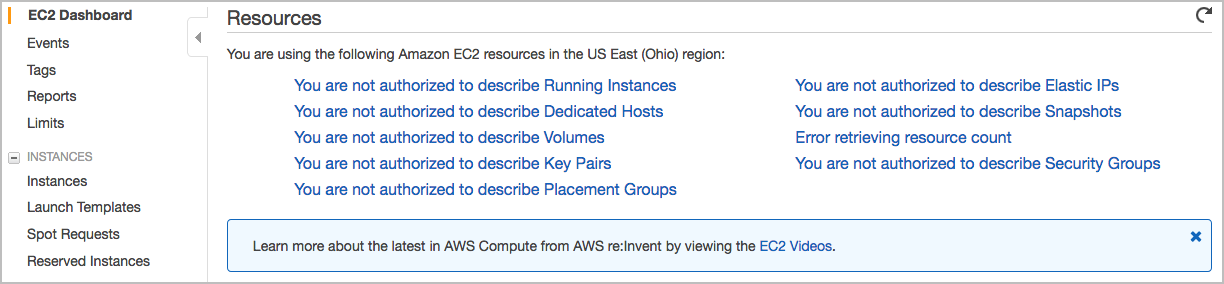 EC2 Dashboard
Events
Tags
Reports
Limits
INSTANCES
Instances
Launch Templates
Spot Requests
Reserved Instances
Resources
You are using the following Amazon EC2 resources in the US East (Ohio) region:
You are not authorized to describe Running Instances
You are not authorized to describe Dedicated Hosts
You are not authorized to describe Volumes
You are not authorized to describe Key Pairs
You are not authorized to describe Placement Groups
You are not authorized to describe Elastic IPs
You are not authorized to describe Snapshots
Error retrieving resource count
You are not authorized to describe Security Groups
Learn more about the latest in AWS Compute from AWS re:Invent by viewing the EC2 Videos.